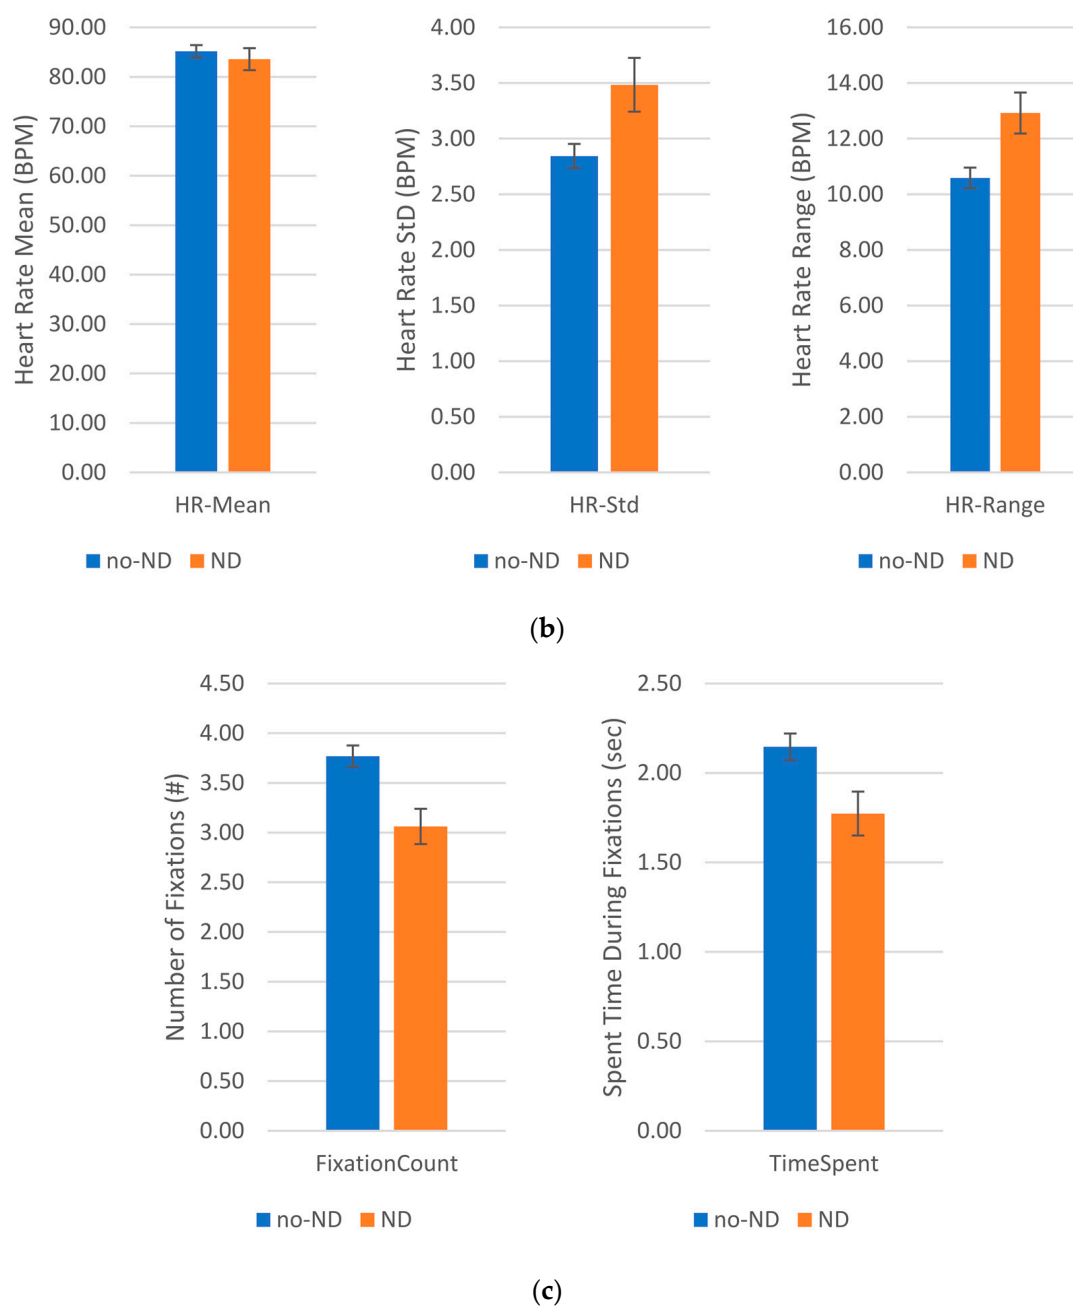 Heart Rate Mean (BPM)
90.00
80.00
70.00
60.00
50.00
40.00
30.00
20.00
10.00
0.00
HR-Mean
no-ND ND
Heart Rate StD (BPM)
4.00
3.50
3.00
2.50
2.00
1.50
1.00
0.50
0.00
HR-Std
no-ND ND
Heart Rate Range (BPM)
16.00
14.00
12.00
10.00
8.00
6.00
4.00
2.00
0.00
HR-Range
no-ND ND
(b)
Number of Fixations (#)
4.50
4.00
3.50
3.00
2.50
2.00
1.50
1.00
0.50
0.00
FixationCount
no-ND ND
Spent Time During Fixations (sec)
2.50
2.00
1.50
1.00
0.50
0.00
TimeSpent
no-ND ND
(c)